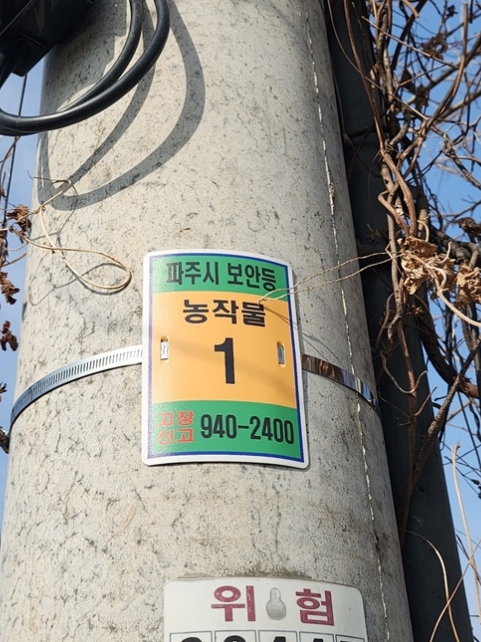 파주시 보안등
농작물
1
고장
신고 940-2400
위험